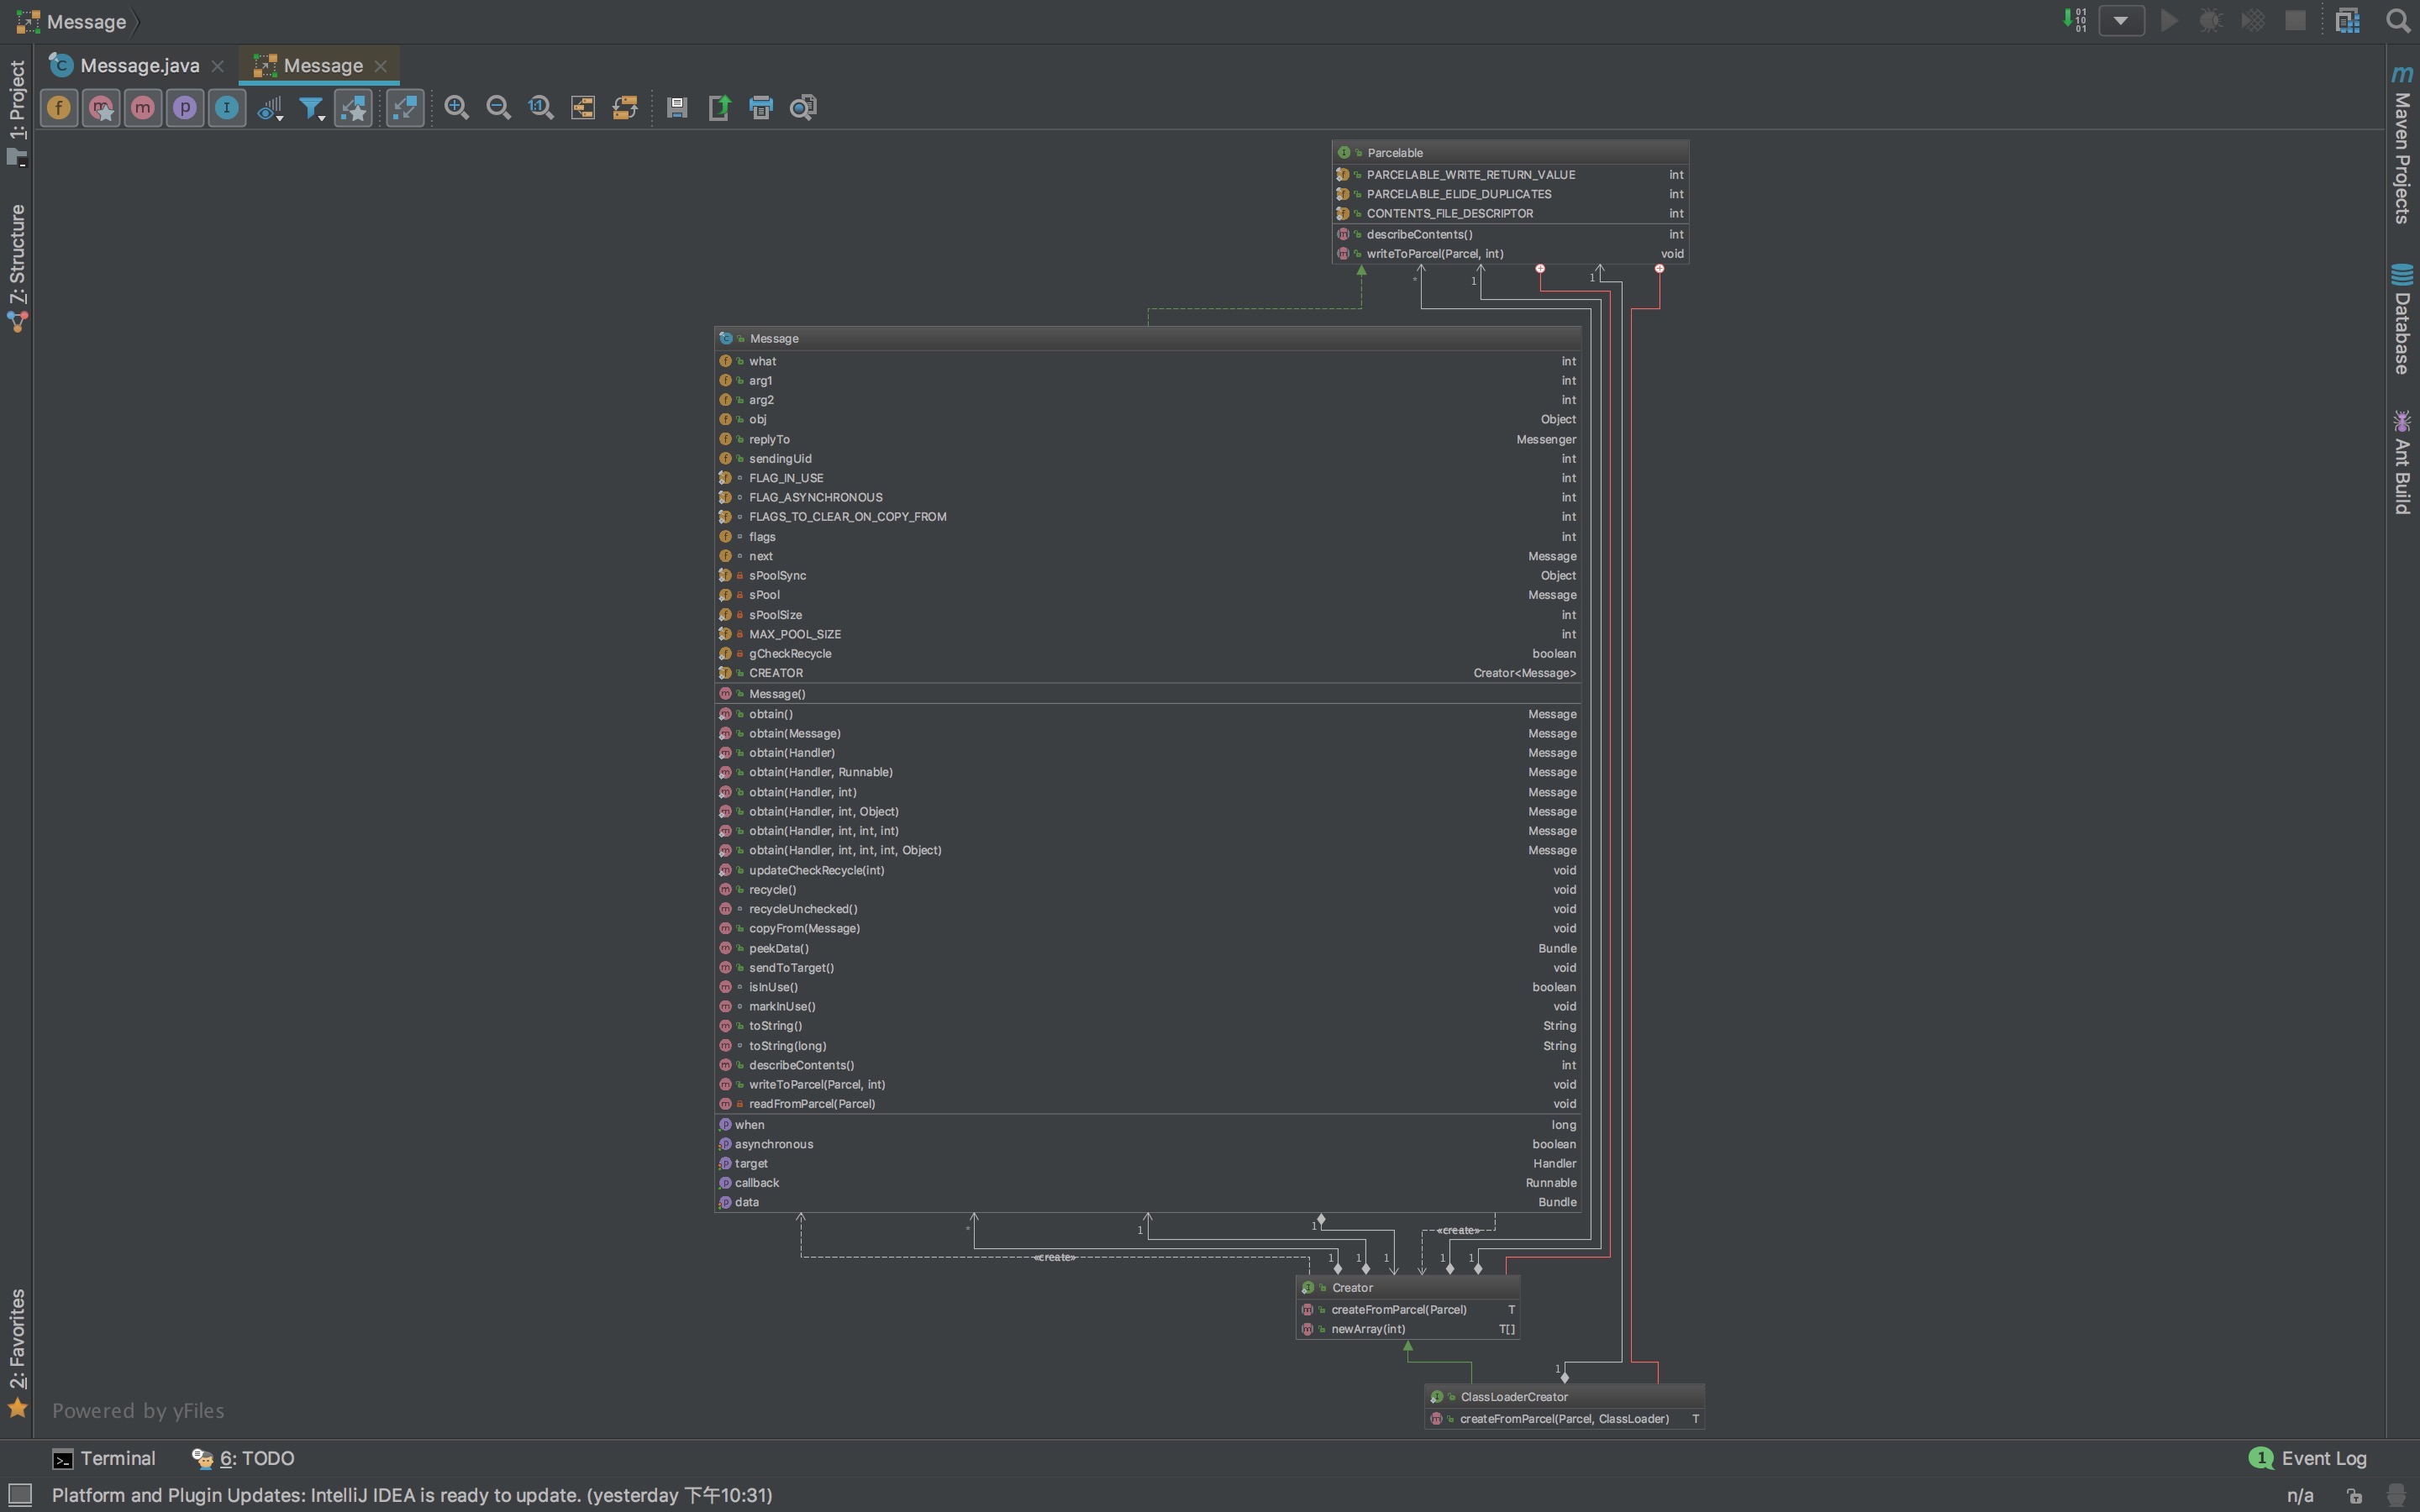 Message
01
10
01
Message.java
Message
1:1
1: Project
7: Structure
2: Favorites
m Maven Projects
Database
Ant Build
Parcelable
PARCELABLE_WRITE_RETURN_VALUE int
PARCELABLE_ELIDE_DUPLICATES int
CONTENTS_FILE_DESCRIPTOR int
describeContents() int
writeToParcel(Parcel, int) void
* 1 1
Message
what int
arg1 int
arg2 int
obj Object
replyTo Messenger
sendingUid int
FLAG_IN_USE int
FLAG_ASYNCHRONOUS int
FLAGS_TO_CLEAR_ON_COPY_FROM int
flags int
next Message
sPoolSync Object
sPool Message
sPoolSize int
MAX_POOL_SIZE int
gCheckRecycle boolean
CREATOR Creator<Message>
Message()
obtain() Message
obtain(Message) Message
obtain(Handler) Message
obtain(Handler, Runnable) Message
obtain(Handler, int) Message
obtain(Handler, int, Object) Message
obtain(Handler, int, int, int) Message
obtain(Handler, int, int, int, Object) Message
updateCheckRecycle(int) void
recycle() void
recycleUnchecked() void
copyFrom(Message) void
peekData() Bundle
sendToTarget() void
isInUse() boolean
markInUse() void
toString() String
toString(long) String
describeContents() int
writeToParcel(Parcel, int) void
readFromParcel(Parcel) void
when long
asynchronous boolean
target Handler
callback Runnable
data Bundle
* 1 1 «create»
«create» 1 1 1 1 1
Creator
createFromParcel(Parcel) T
newArray(int) T[]
1
ClassLoaderCreator
createFromParcel(Parcel, ClassLoader) T
Powered by yFiles
Terminal 6: TODO 1 Event Log
Platform and Plugin Updates: IntelliJ IDEA is ready to update. (yesterday 下午10:31) n/a